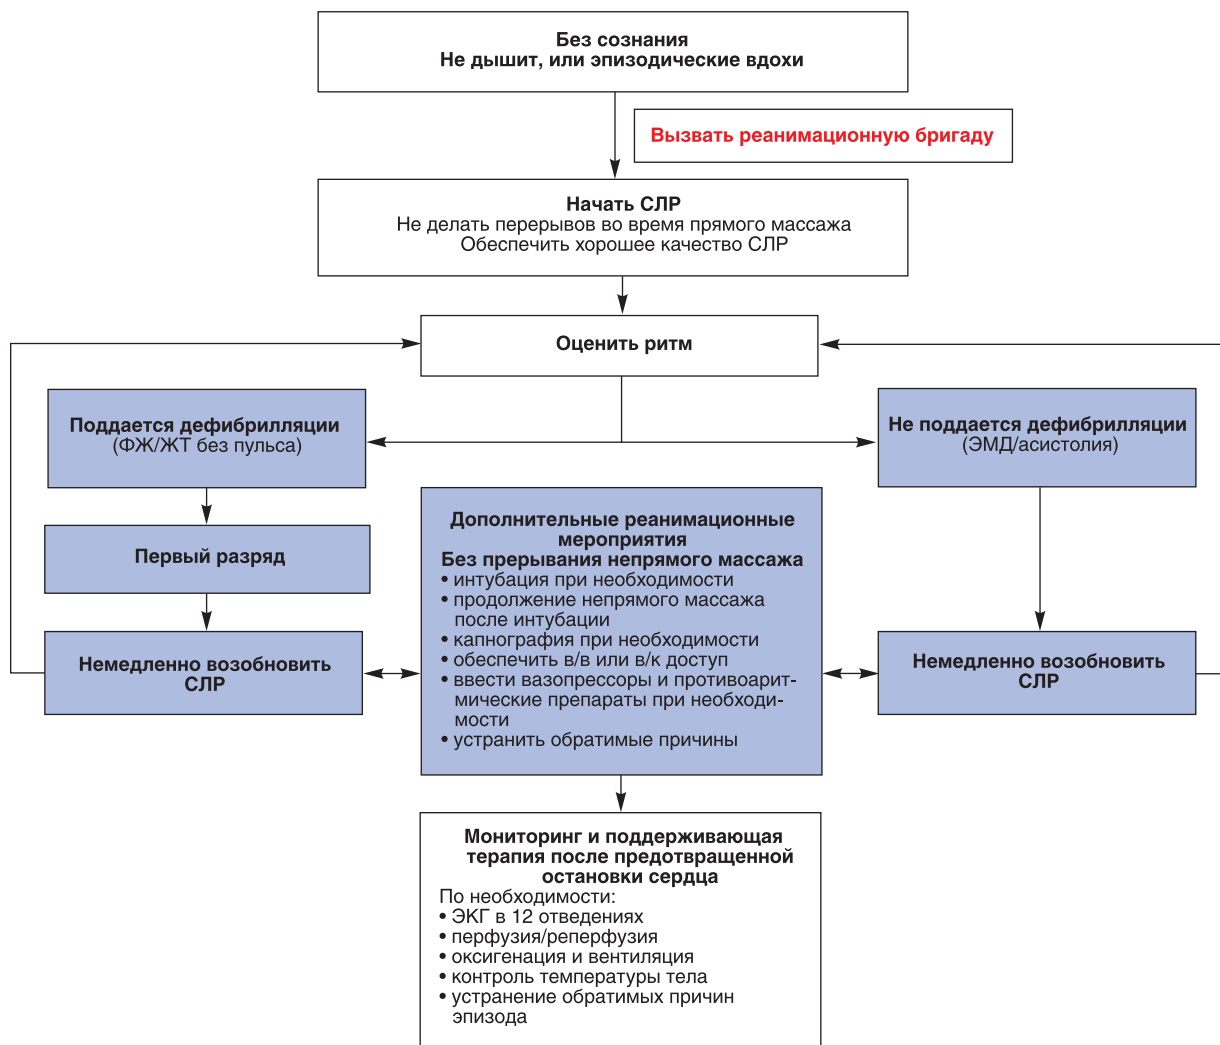 Без сознания
Не дышит, или эпизодические вдохи
Вызвать реанимационную бригаду
Начать СЛР
Не делать перерывов во время прямого массажа
Обеспечить хорошее качество СЛР
Оценить ритм
Поддается дефибрилляции
(ФЖ/ЖТ без пульса)
Не поддается дефибрилляции
(ЭМД/асистолия)
Первый разряд
Немедленно возобновить
СЛР
Дополнительные реанимационные
мероприятия
Без прерывания непрямого массажа
• интубация при необходимости
• продолжение непрямого массажа
после интубации
• капнография при необходимости
• обеспечить в/в или в/к доступ
• ввести вазопрессоры и противоарит-
мические препараты при необходи-
мости
• устранить обратимые причины
Немедленно возобновить
СЛР
Мониторинг и поддерживающая
терапия после предотвращенной
остановки сердца
По необходимости:
• ЭКГ в 12 отведениях
• перфузия/реперфузия
• оксигенация и вентиляция
• контроль температуры тела
• устранение обратимых причин
эпизода